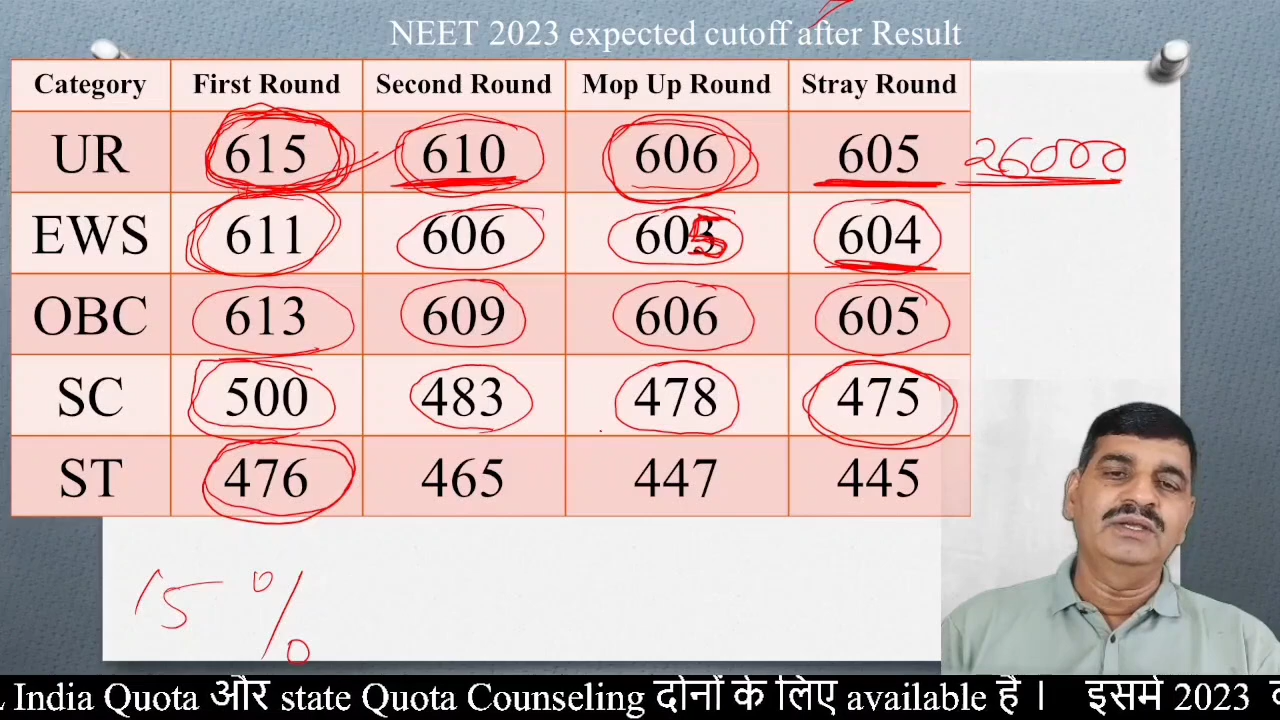 NEET 2023 expected cutoff after Result
Category First Round Second Round Mop Up Round Stray Round
UR 615 610 606 605 26000
EWS 611 606 605 604
OBC 613 609 606 605
SC 500 483 478 475
ST 476 465 447 445
15 %
India Quota और state Quota Counseling दोनों के लिए available है । इसमें 2023